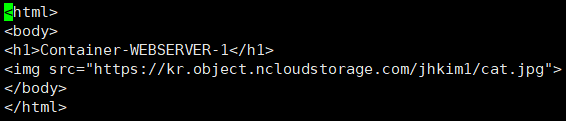 <html>
<body>
<h1>Container-WEBSERVER-1</h1>
<img src="https://kr.object.ncloudstorage.com/jhkim1/cat.jpg">
</body>
</html>